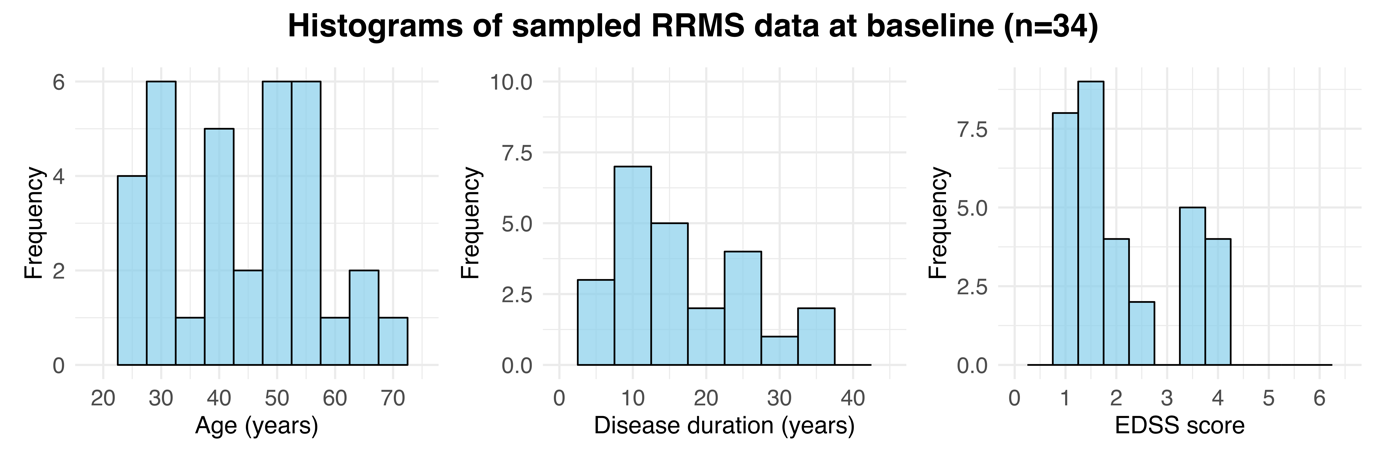 Histograms of sampled RRMS data at baseline (n=34)
Frequency
6
4
2
0
20 30 40 50 60 70
Age (years)
Frequency
10.0
7.5
5.0
2.5
0.0
0 10 20 30 40
Disease duration (years)
Frequency
7.5
5.0
2.5
0.0
0 1 2 3 4 5 6
EDSS score